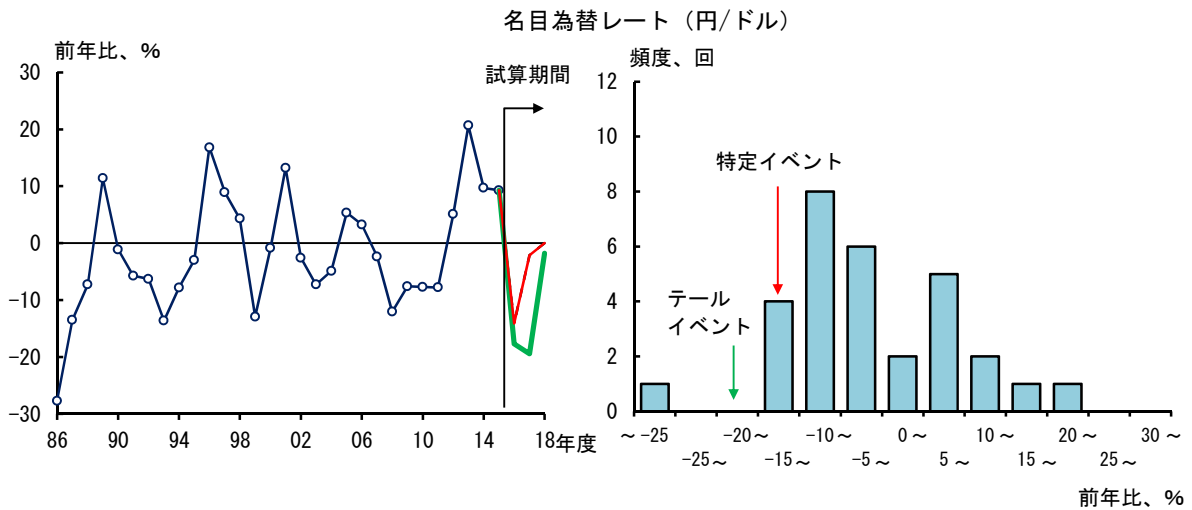 名目為替レート（円/ドル）
前年比、%
試算期間
30
20
10
0
-10
-20
-30
86 90 94 98 02 06 10 14 18年度
頻度、回
12
10
8
6
4
2
0
特定イベント
テール
イベント
～-25 -20～ -10～ 0～ 10～ 20～ 30～
-25～ -15～ -5～ 5～ 15～ 25～
前年比、%